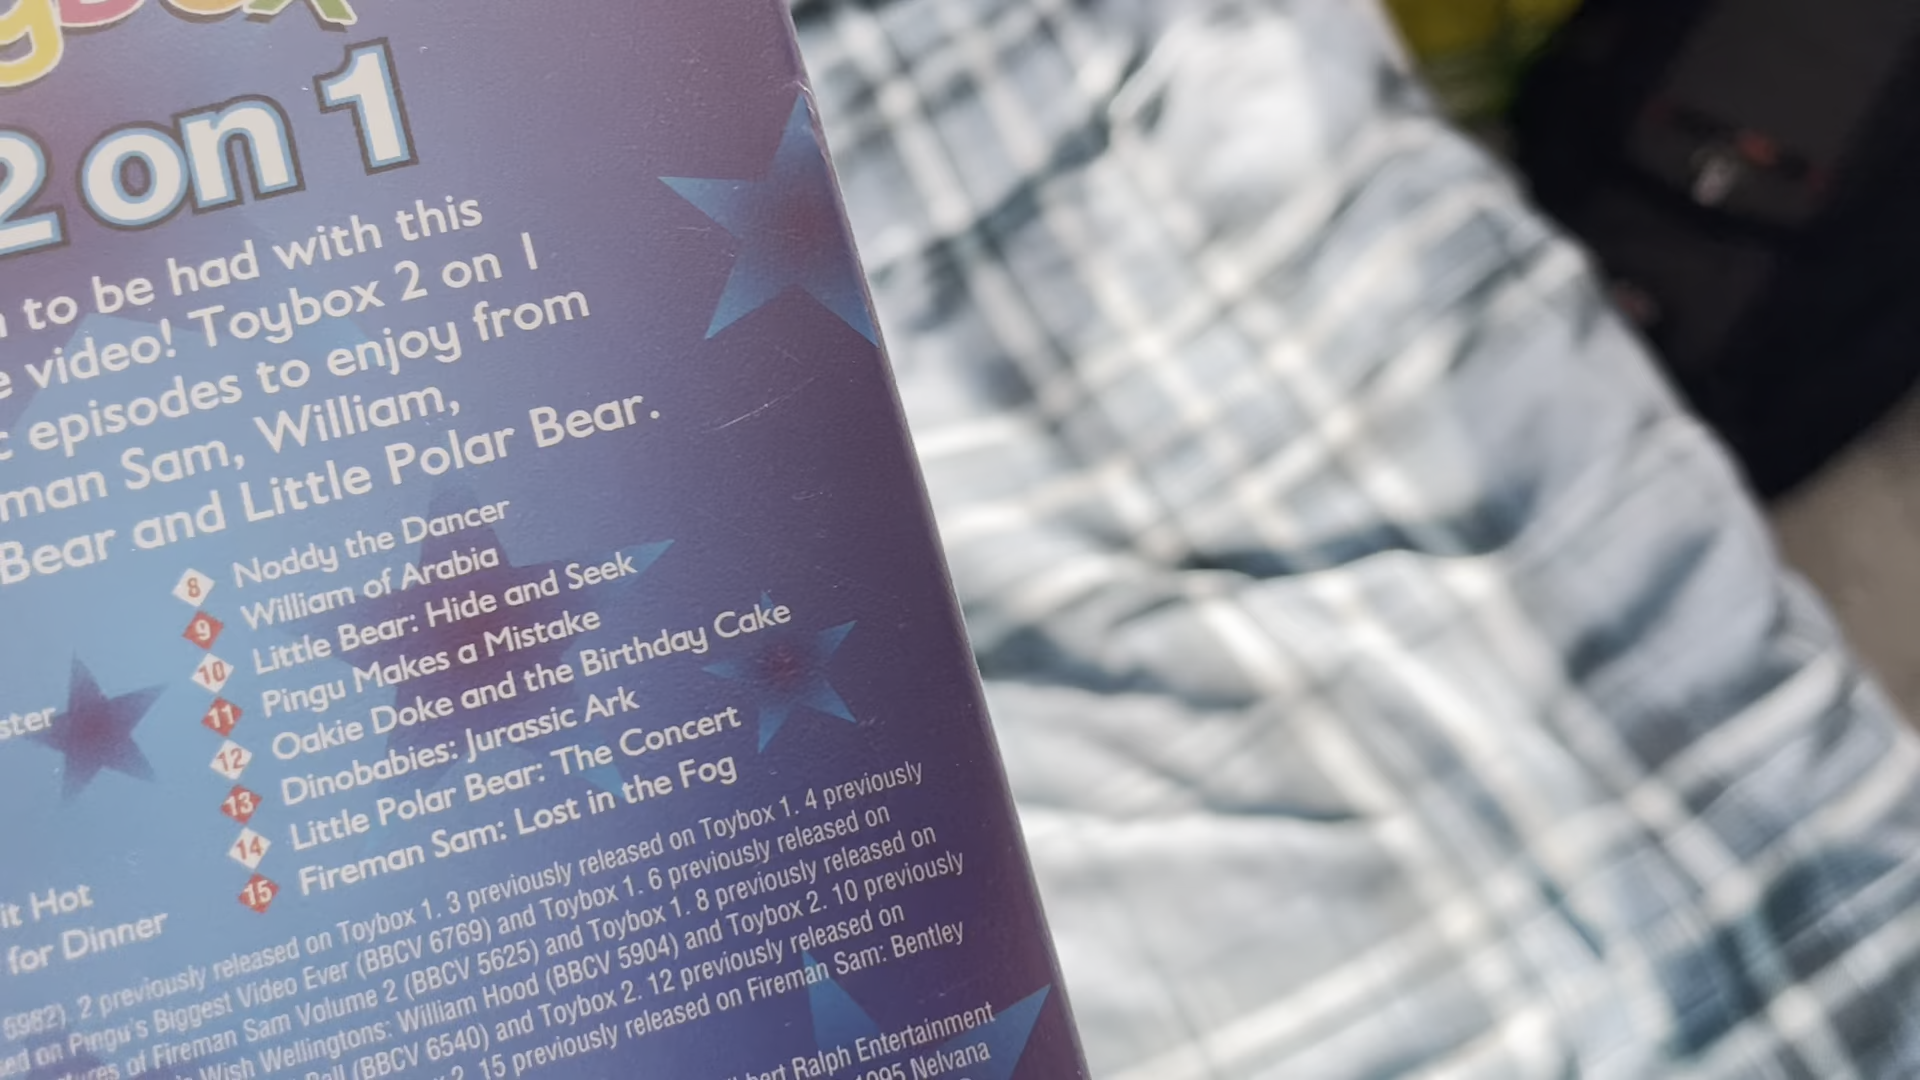 2 on 1
to be had with this
video! Toybox 2 on 1
episodes to enjoy from
man Sam, William,
Bear and Little Polar Bear.
8 Noddy the Dancer
9 William of Arabia
10 Little Bear: Hide and Seek
11 Pingu Makes a Mistake
12 Oakie Doke and the Birthday Cake
13 Dinobabies: Jurassic Ark
14 Little Polar Bear: The Concert
15 Fireman Sam: Lost in the Fog
ster
it Hot
for Dinner
2 previously released on Toybox 1. 3 previously released on Toybox 1. 4 previously
ed on Pingu's Biggest Video Ever (BBCV 6769) and Toybox 1. 6 previously released on
of Fireman Sam Volume 2 (BBCV 5625) and Toybox 1. 8 previously released on
Wish Wellingtons: William Hood (BBCV 5904) and Toybox 2. 10 previously
(BBCV 6540) and Toybox 2. 12 previously released on
2. 15 previously released on Fireman Sam: Bentley
Ralph Entertainment
1995 Nelvana